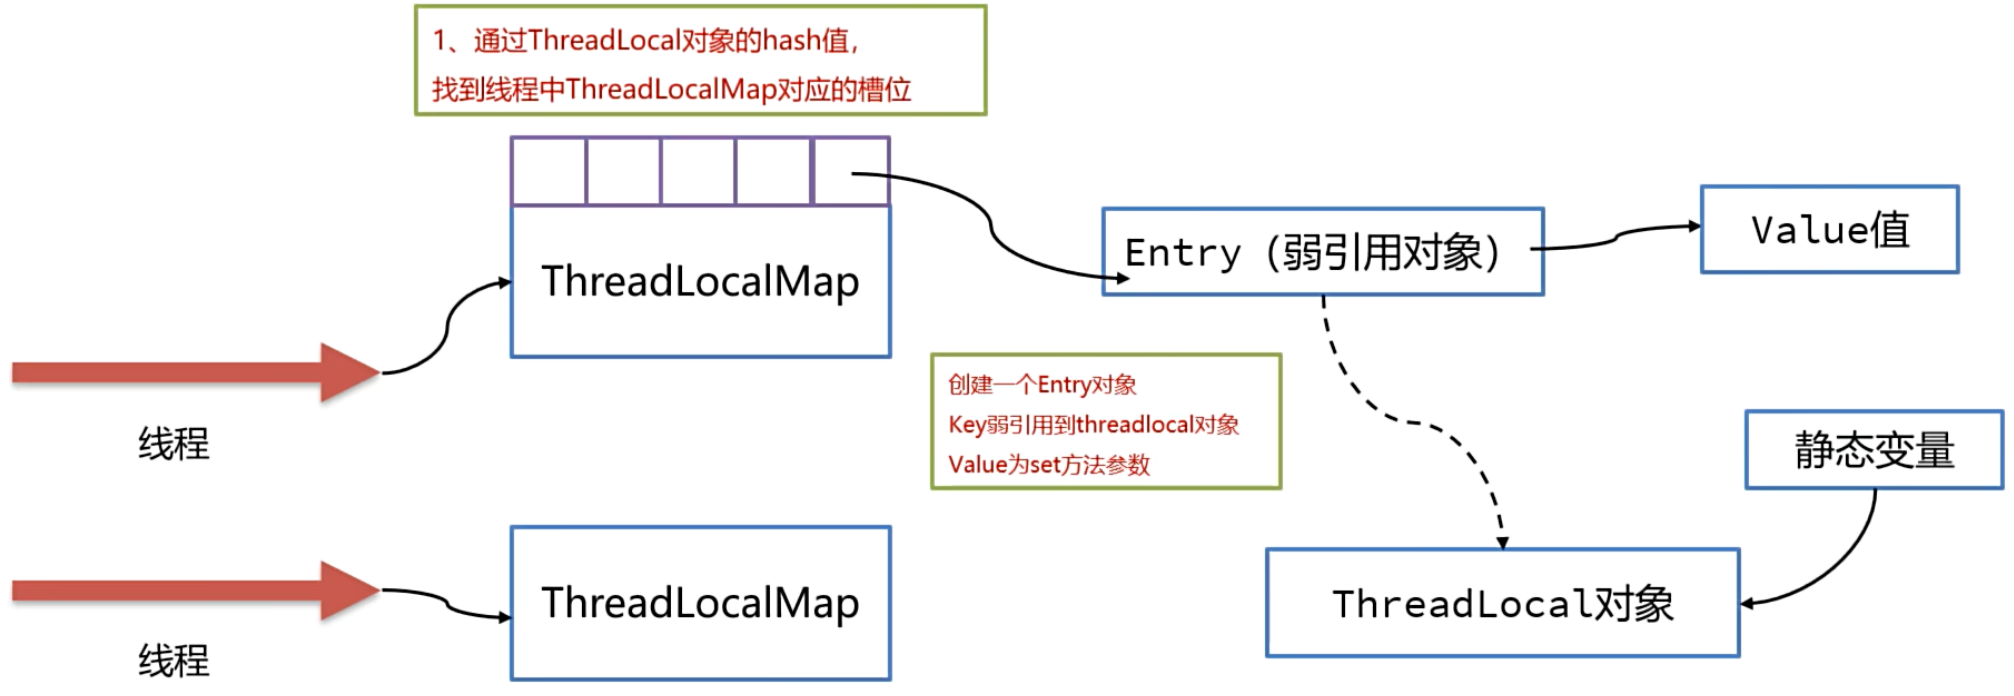 1、通过ThreadLocal对象的hash值，
找到线程中ThreadLocalMap对应的槽位
ThreadLocalMap
Entry（弱引用对象）
Value值
线程
创建一个Entry对象
Key弱引用到threadlocal对象
Value为set方法参数
静态变量
ThreadLocalMap
ThreadLocal对象
线程